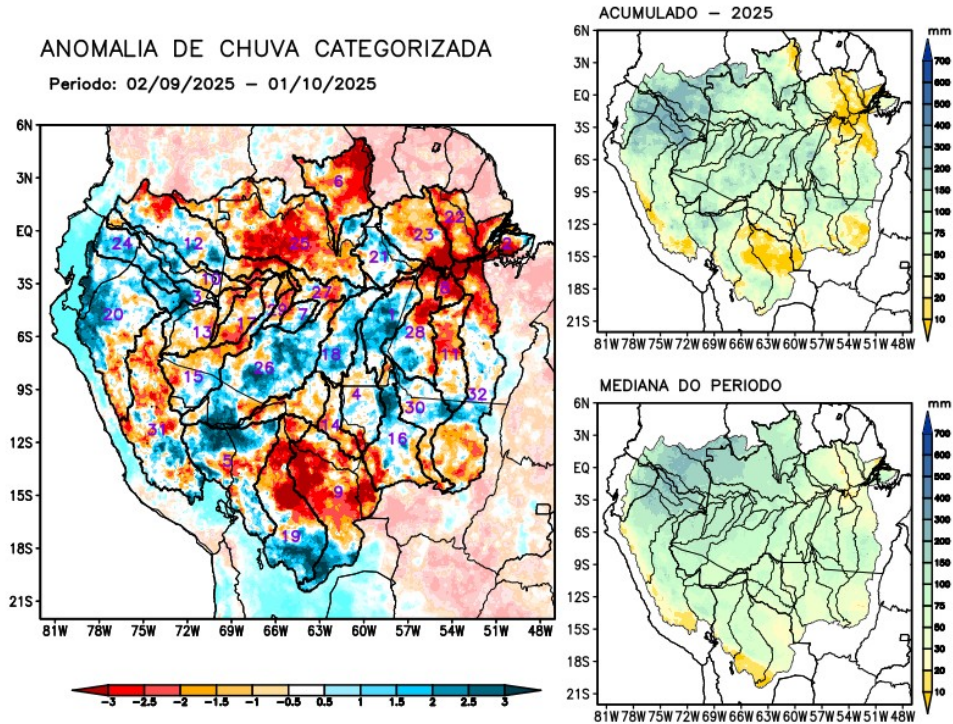 ANOMALIA DE CHUVA CATEGORIZADA
Periodo: 02/09/2025 – 01/10/2025
6N
3N
EQ
3S
6S
9S
12S
15S
18S
21S
6
22
23
25
2
24
12
21
10
8
3
27
29
7
1
20
13
17
28
11
18
26
15
4
30
32
14
16
31
5
9
19
81W 78W 75W 72W 69W 66W 63W 60W 57W 54W 51W 48W
−3 −2.5 −2 −1.5 −1 −0.5 0.5 1 1.5 2 2.5 3
ACUMULADO – 2025
mm
6N
3N
EQ
3S
6S
9S
12S
15S
18S
21S
81W 78W 75W 72W 69W 66W 63W 60W 57W 54W 51W 48W
700
600
500
400
300
200
150
100
75
50
30
20
10
MEDIANA DO PERIODO
mm
6N
3N
EQ
3S
6S
9S
12S
15S
18S
21S
81W 78W 75W 72W 69W 66W 63W 60W 57W 54W 51W 48W
700
600
500
400
300
200
150
100
75
50
30
20
10